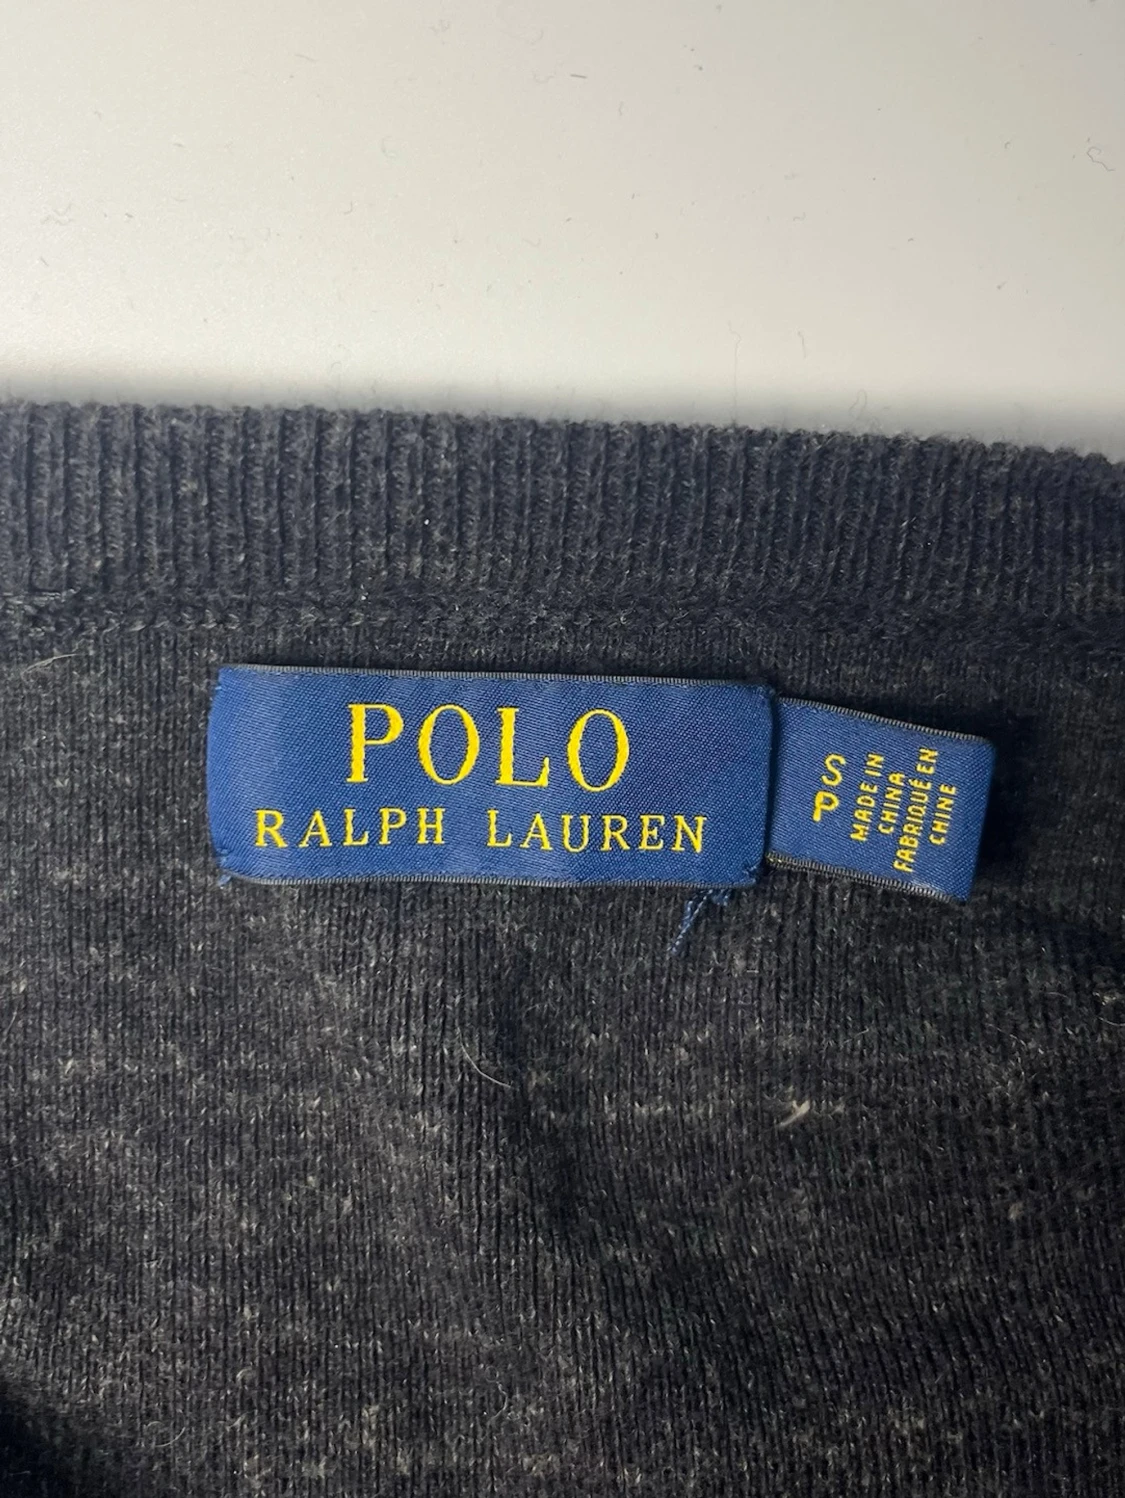 POLO
RALPH LAUREN
S
P
MADE IN
CHINA
FABRIQUÉ EN
CHINE